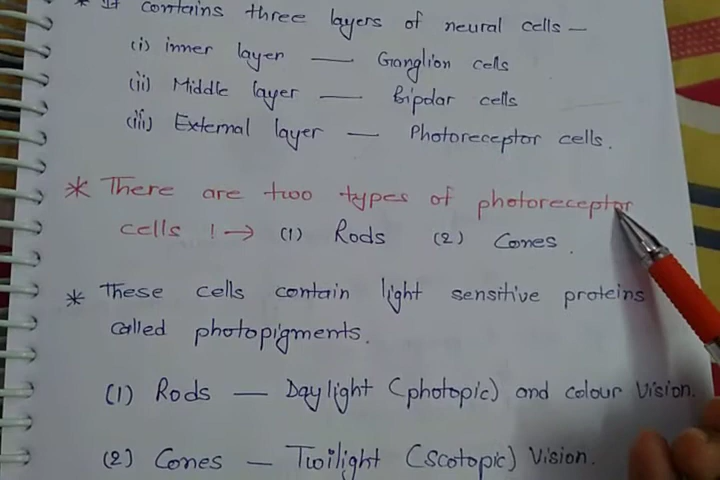 * It contains three layers of neural cells —
(i) inner layer — Ganglion cells
(ii) Middle layer — Bipolar cells
(iii) External layer — Photoreceptor cells.
* There are two types of photoreceptor
cells !→ (1) Rods (2) Cones.
* These cells contain light sensitive proteins
called photopigments.
(1) Rods — Daylight (photopic) and colour Vision.
(2) Cones — Twilight (scotopic) Vision.